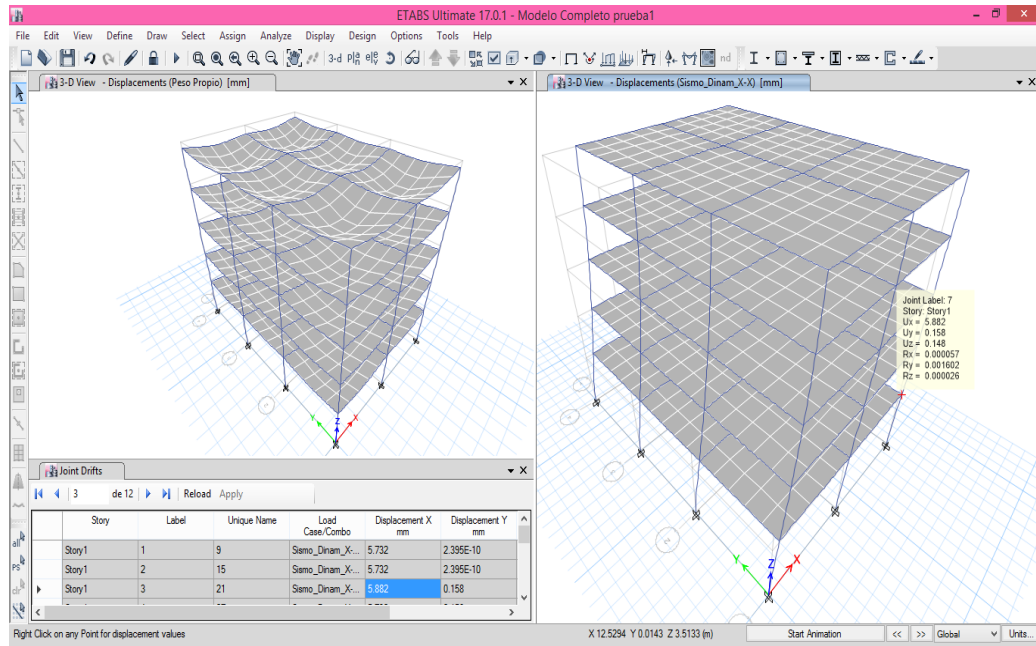 ETABS Ultimate 17.0.1 - Modelo Completo prueba1
File Edit View Define Draw Select Assign Analyze Display Design Options Tools Help
3-d nd
3-D View - Displacements (Peso Propio) [mm]
3-D View - Displacements (Sismo_Dinam_X-X) [mm]
Joint Label: 7
Story: Story1
Ux = 5.882
Uy = 0.158
Uz = 0.148
Rx = 0.000057
Ry = 0.001602
Rz = 0.000026
Y Z X
Y Z X
all
PS
clr
Joint Drifts
3 de 12 Reload Apply
Story Label Unique Name Load Case/Combo Displacement X mm Displacement Y mm
Story1 1 9 Sismo_Dinam_X-... 5.732 2.395E-10
Story1 2 15 Sismo_Dinam_X-... 5.732 2.395E-10
Story1 3 21 Sismo_Dinam_X-... 5.882 0.158
Right Click on any Point for displacement values
X 12.5294 Y 0.0143 Z 3.5133 (m)
Start Animation << >> Global Units...